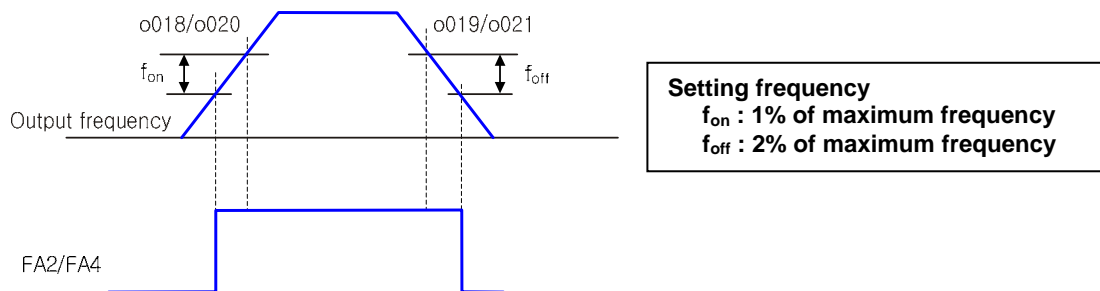 o018/o020
o019/o021
fon
foff
Output frequency
FA2/FA4
Setting frequency
fon : 1% of maximum frequency
foff : 2% of maximum frequency